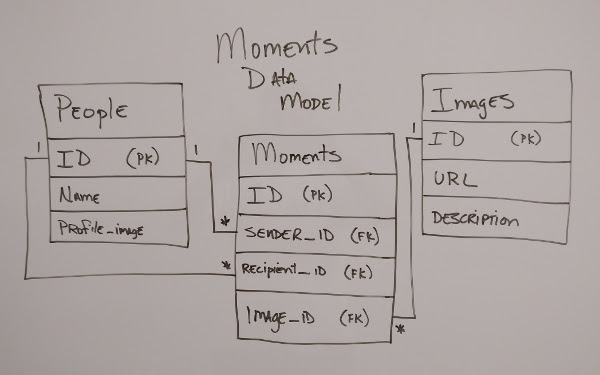 Moments
Data
Model
People
ID (PK)
Name
Profile_image
Moments
ID (PK)
SENDER_ID (FK)
Recipient_ID (FK)
Image_ID (FK)
Images
ID (PK)
URL
Description
1
1
*
*
1
*